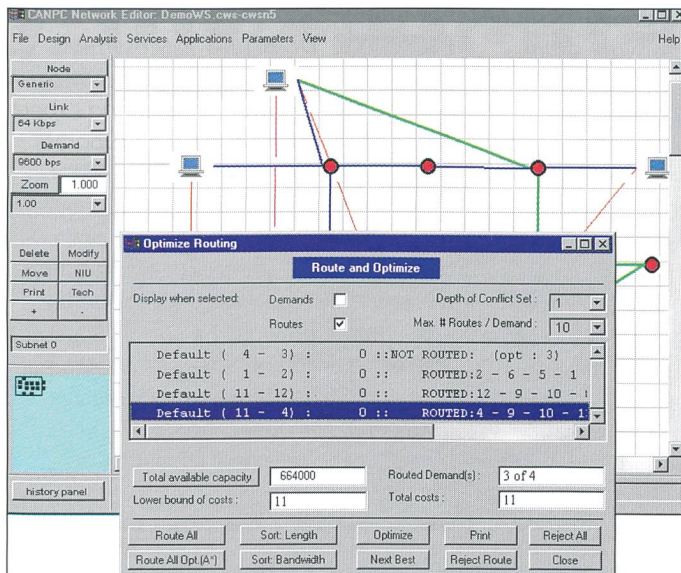 CANPC Network Editor: DemoWS.cws-cwsn5
File Design Analysis Services Applications Parameters View Help
Node
Generic
Link
64 Kbps
Demand
9600 bps
Zoom 1.000
1.00
Delete Modify
Move NIU
Print Tech
+ -
Subnet 0
history panel
Optimize Routing
Route and Optimize
Display when selected: Demands Depth of Conflict Set : 1
Routes Max. # Routes / Demand : 10
Default ( 4 - 3) : 0 ::NOT ROUTED: (opt : 3)
Default ( 1 - 2) : 0 :: ROUTED:2 - 6 - 5 - 1
Default ( 11 - 12) : 0 :: ROUTED:12 - 9 - 10 -
Default ( 11 - 4) : 0 :: ROUTED:4 - 9 - 10 - 1
Total available capacity 664000 Routed Demand(s) : 3 of 4
Lower bound of costs : 11 Total costs : 11
Route All Sort: Length Optimize Print Reject All
Route All Opt.(A*) Sort: Bandwidth Next Best Reject Route Close